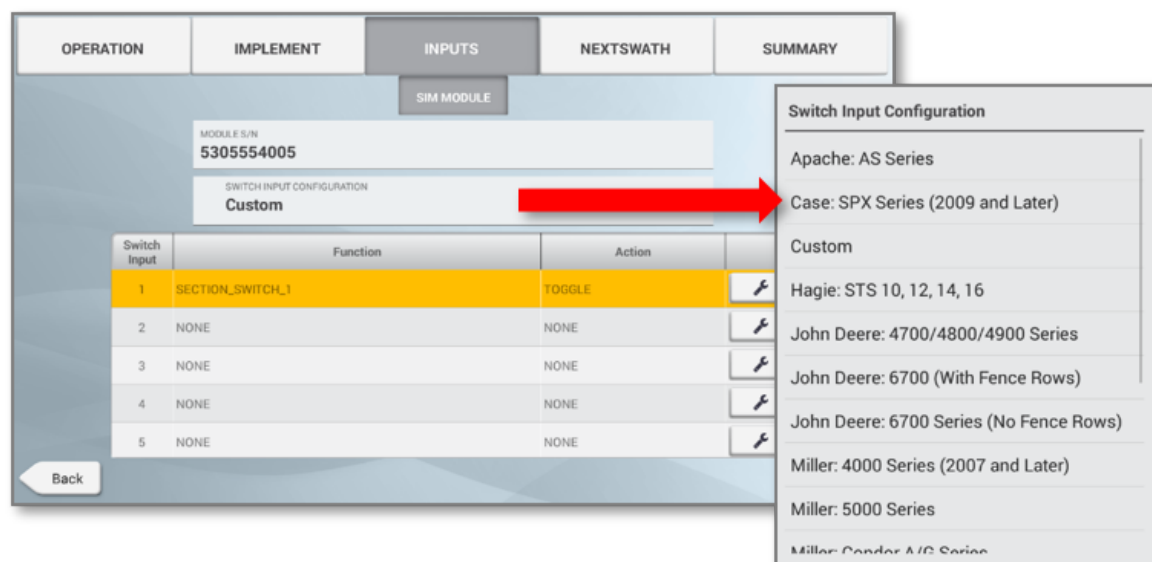 OPERATION
IMPLEMENT
INPUTS
NEXTSWATH
SUMMARY
SIM MODULE
MODULE S/N
5305554005
SWITCH INPUT CONFIGURATION
Custom
Switch Input Function Action
1 SECTION_SWITCH_1 TOGGLE
2 NONE NONE
3 NONE NONE
4 NONE NONE
5 NONE NONE
Back
Switch Input Configuration
Apache: AS Series
Case: SPX Series (2009 and Later)
Custom
Hagie: STS 10, 12, 14, 16
John Deere: 4700/4800/4900 Series
John Deere: 6700 (With Fence Rows)
John Deere: 6700 Series (No Fence Rows)
Miller: 4000 Series (2007 and Later)
Miller: 5000 Series
Miller: Condor A/G Series